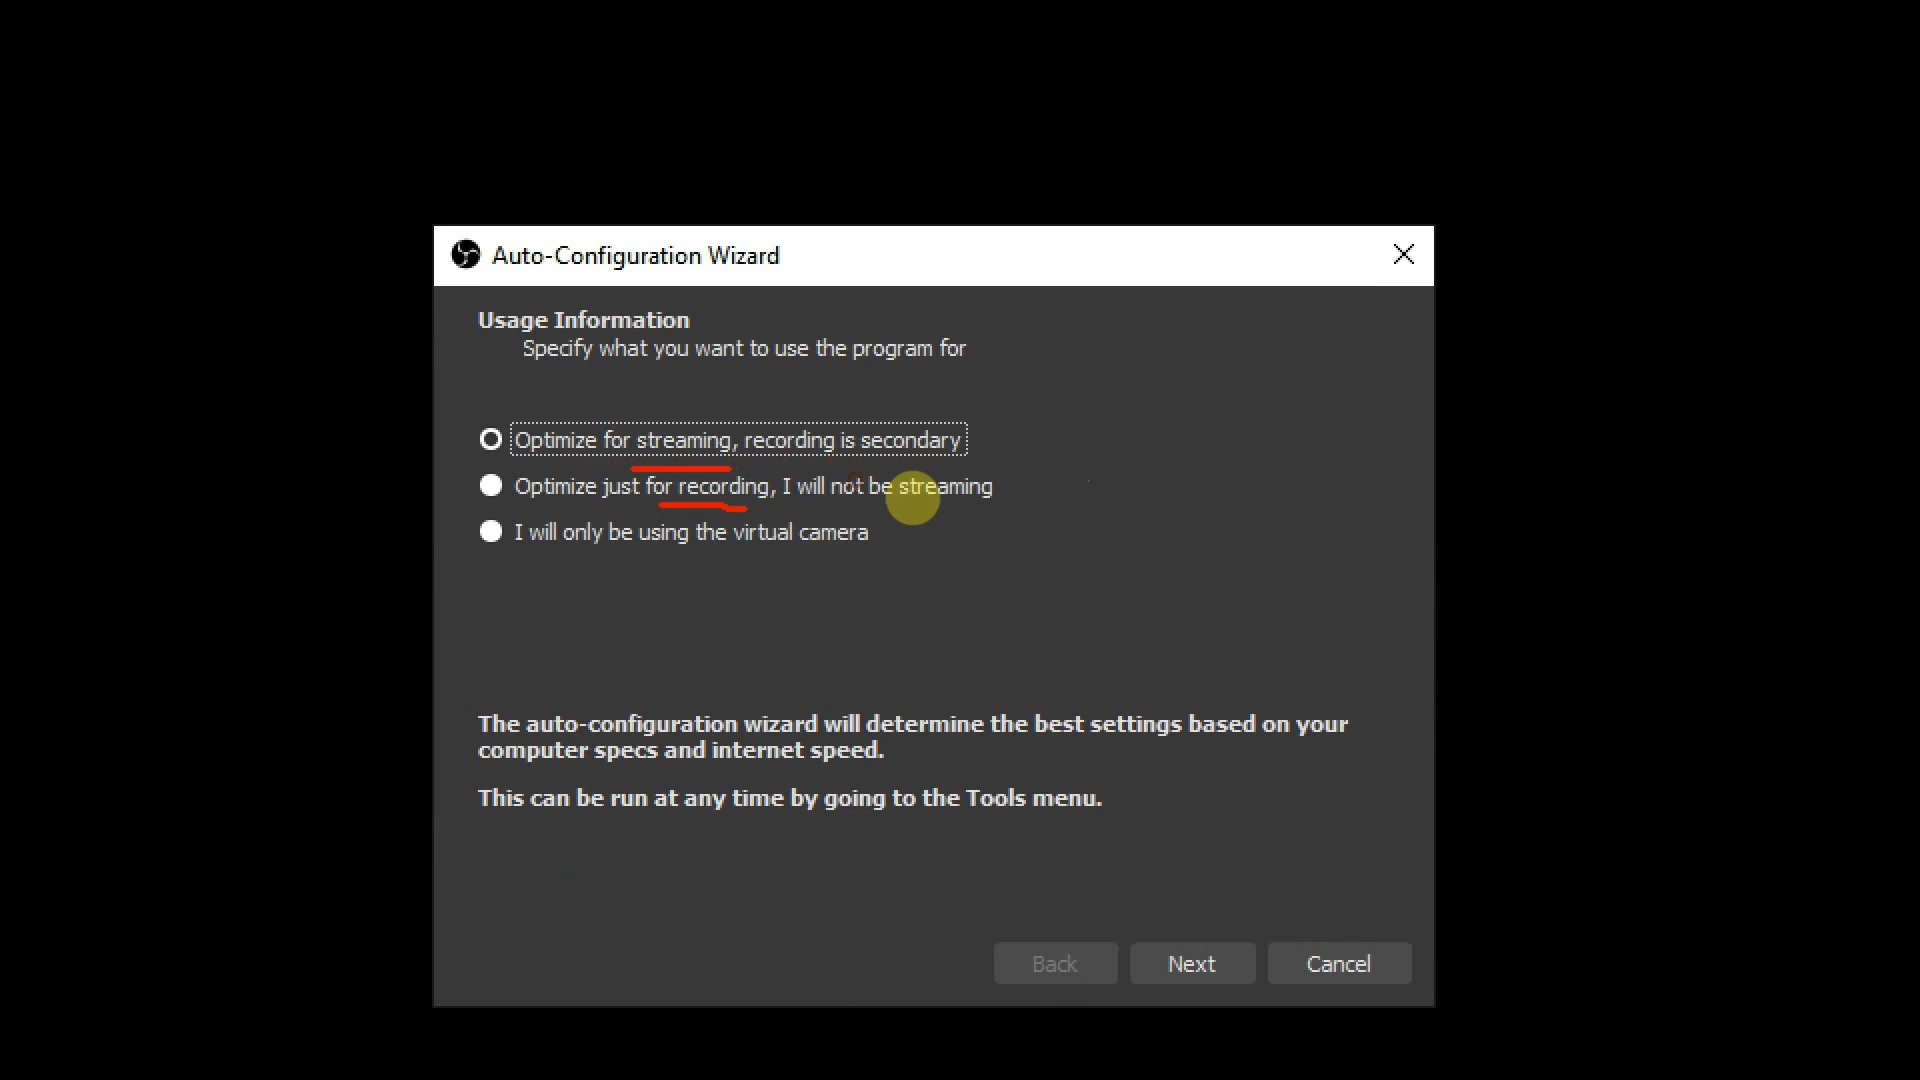 Auto-Configuration Wizard
Usage Information
Specify what you want to use the program for
Optimize for streaming, recording is secondary
Optimize just for recording, I will not be streaming
I will only be using the virtual camera
The auto-configuration wizard will determine the best settings based on your
computer specs and internet speed.
This can be run at any time by going to the Tools menu.
Back Next Cancel